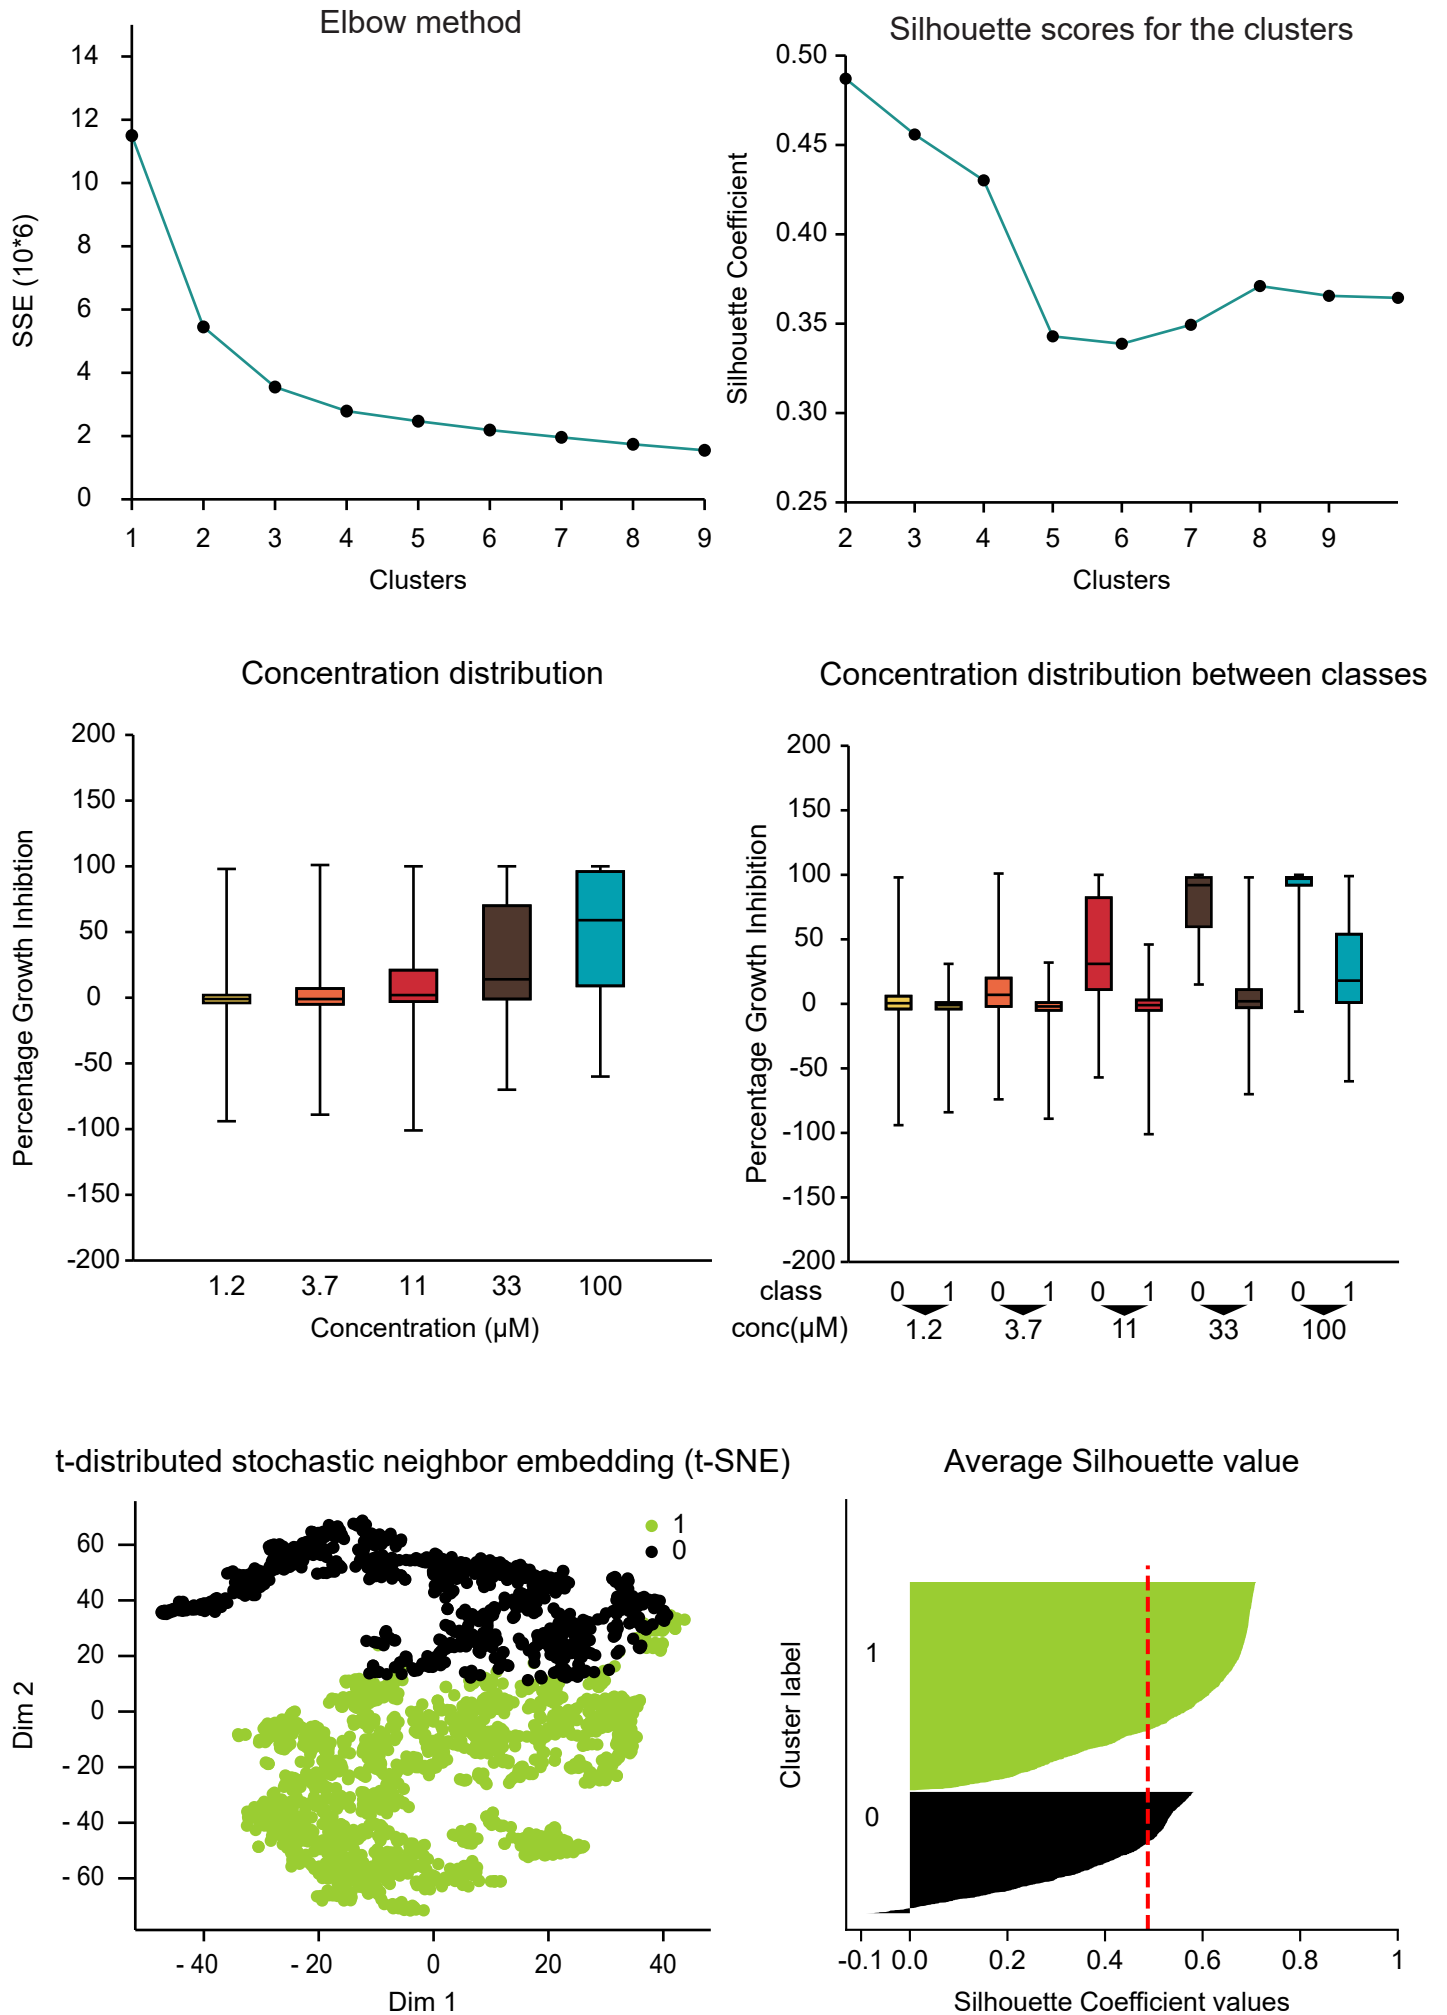 Elbow method
14
12
10
8
6
4
2
0
SSE (10*6)
1 2 3 4 5 6 7 8 9
Clusters
Silhouette scores for the clusters
0.50
0.45
0.40
0.35
0.30
0.25
Silhouette Coefficient
2 3 4 5 6 7 8 9
Clusters
Concentration distribution
200
150
100
50
0
-50
-100
-150
-200
Percentage Growth Inhibtion
1.2 3.7 11 33 100
Concentration (µM)
Concentration distribution between classes
200
150
100
50
0
-50
-100
-150
-200
Percentage Growth Inhibition
class 0 1 0 1 0 1 0 1 0 1
conc(µM) 1.2 3.7 11 33 100
t-distributed stochastic neighbor embedding (t-SNE)
1
0
60
40
20
0
- 20
- 40
- 60
Dim 2
- 40 - 20 0 20 40
Dim 1
Average Silhouette value
1
0
Cluster label
-0.1 0.0 0.2 0.4 0.6 0.8 1
Silhouette Coefficient values